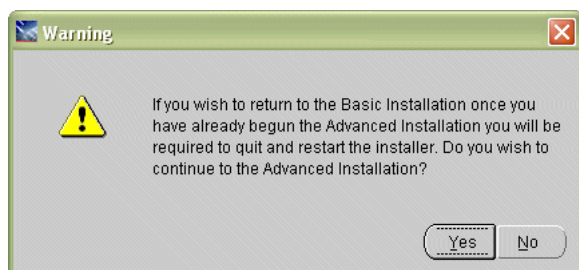 Warning
If you wish to return to the Basic Installation once you
have already begun the Advanced Installation you will be
required to quit and restart the installer. Do you wish to
continue to the Advanced Installation?
Yes No